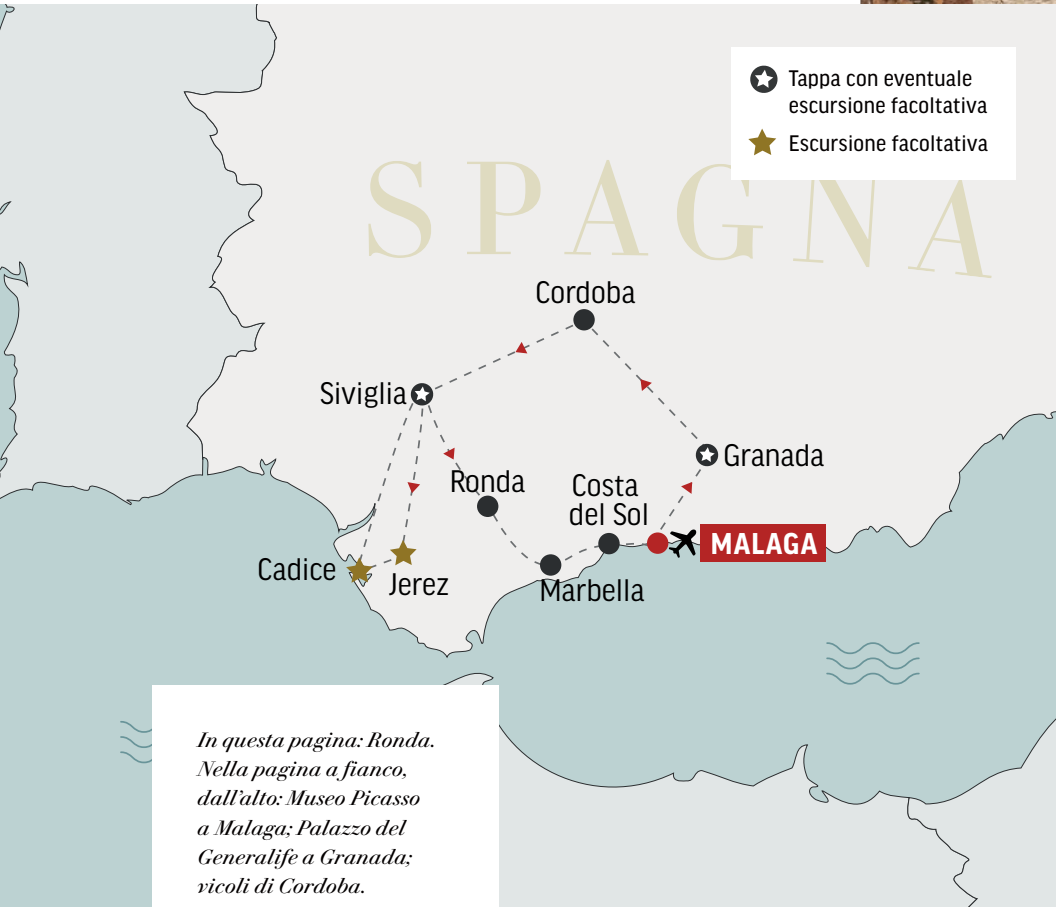 Tappa con eventuale
escursione facoltativa
Escursione facoltativa
SPAGNA
Cordoba
Siviglia
Granada
Ronda
Costa
del Sol
MALAGA
Cadice
Jerez
Marbella
In questa pagina: Ronda.
Nella pagina a fianco,
dall'alto: Museo Picasso
a Malaga; Palazzo del
Generalife a Granada;
vicoli di Cordoba.